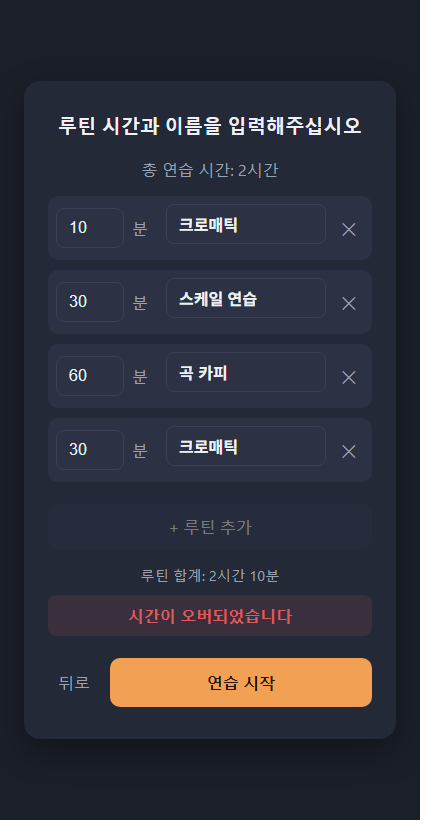 루틴 시간과 이름을 입력해주십시오
총 연습 시간: 2시간
10 분 크로매틱
30 분 스케일 연습
60 분 곡 카피
30 분 크로매틱
+ 루틴 추가
루틴 합계: 2시간 10분
시간이 오버되었습니다
뒤로 연습 시작